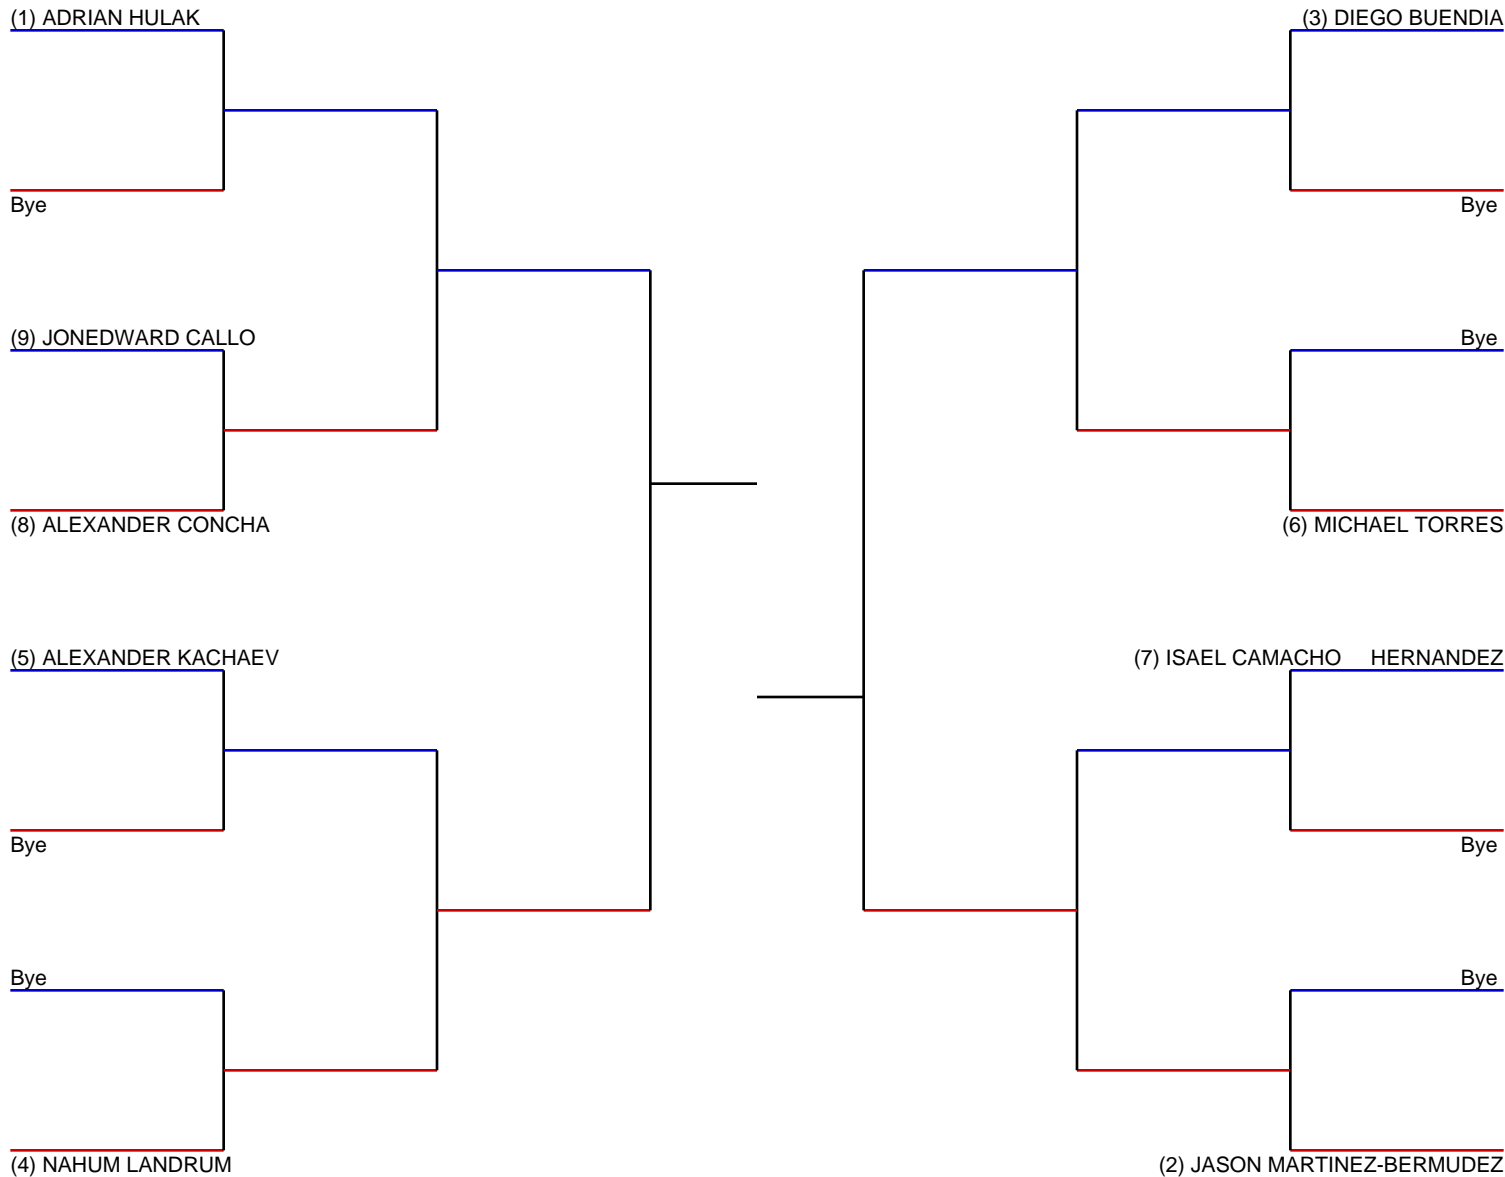 (1) ADRIAN HULAK
Bye
(9) JONEDWARD CALLO
(8) ALEXANDER CONCHA
(5) ALEXANDER KACHAEV
Bye
Bye
(4) NAHUM LANDRUM
(3) DIEGO BUENDIA
Bye
Bye
(6) MICHAEL TORRES
(7) ISAEL CAMACHO HERNANDEZ
Bye
Bye
(2) JASON MARTINEZ-BERMUDEZ